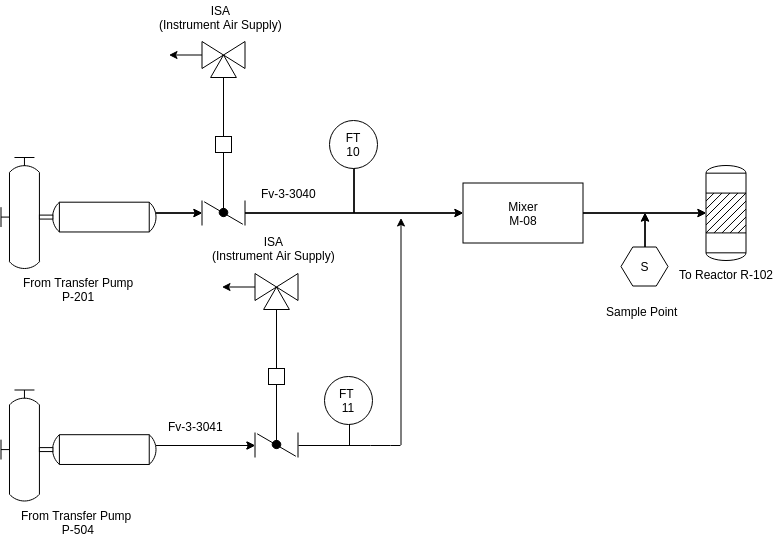 ISA
(Instrument Air Supply)
FT
10
Fv-3-3040
Mixer
M-08
ISA
(Instrument Air Supply)
S
To Reactor R-102
From Transfer Pump
P-201
Sample Point
FT
11
Fv-3-3041
From Transfer Pump
P-504